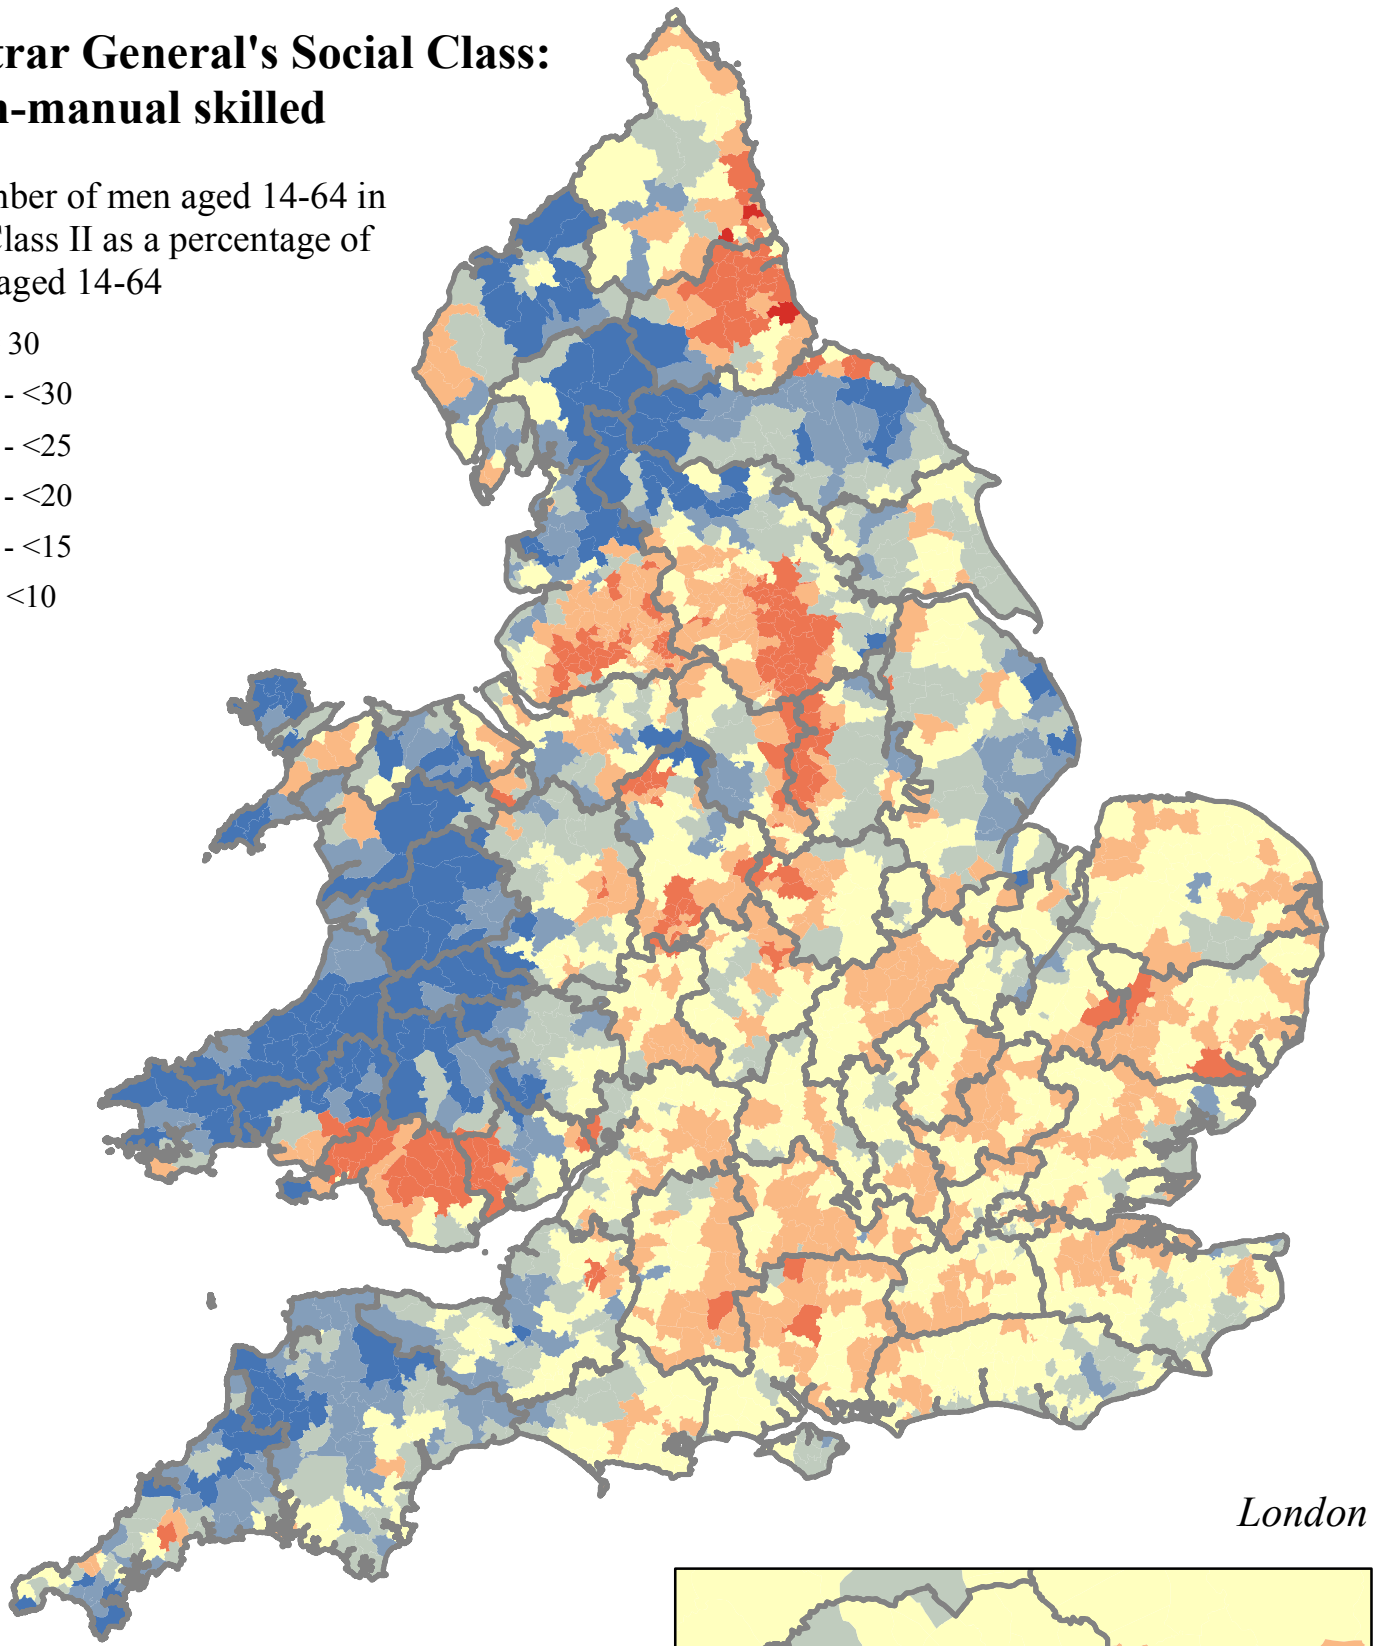 trar General's Social Class:
n-manual skilled
nber of men aged 14-64 in
Class II as a percentage of
aged 14-64
30
- <30
- <25
- <20
- <15
<10
London